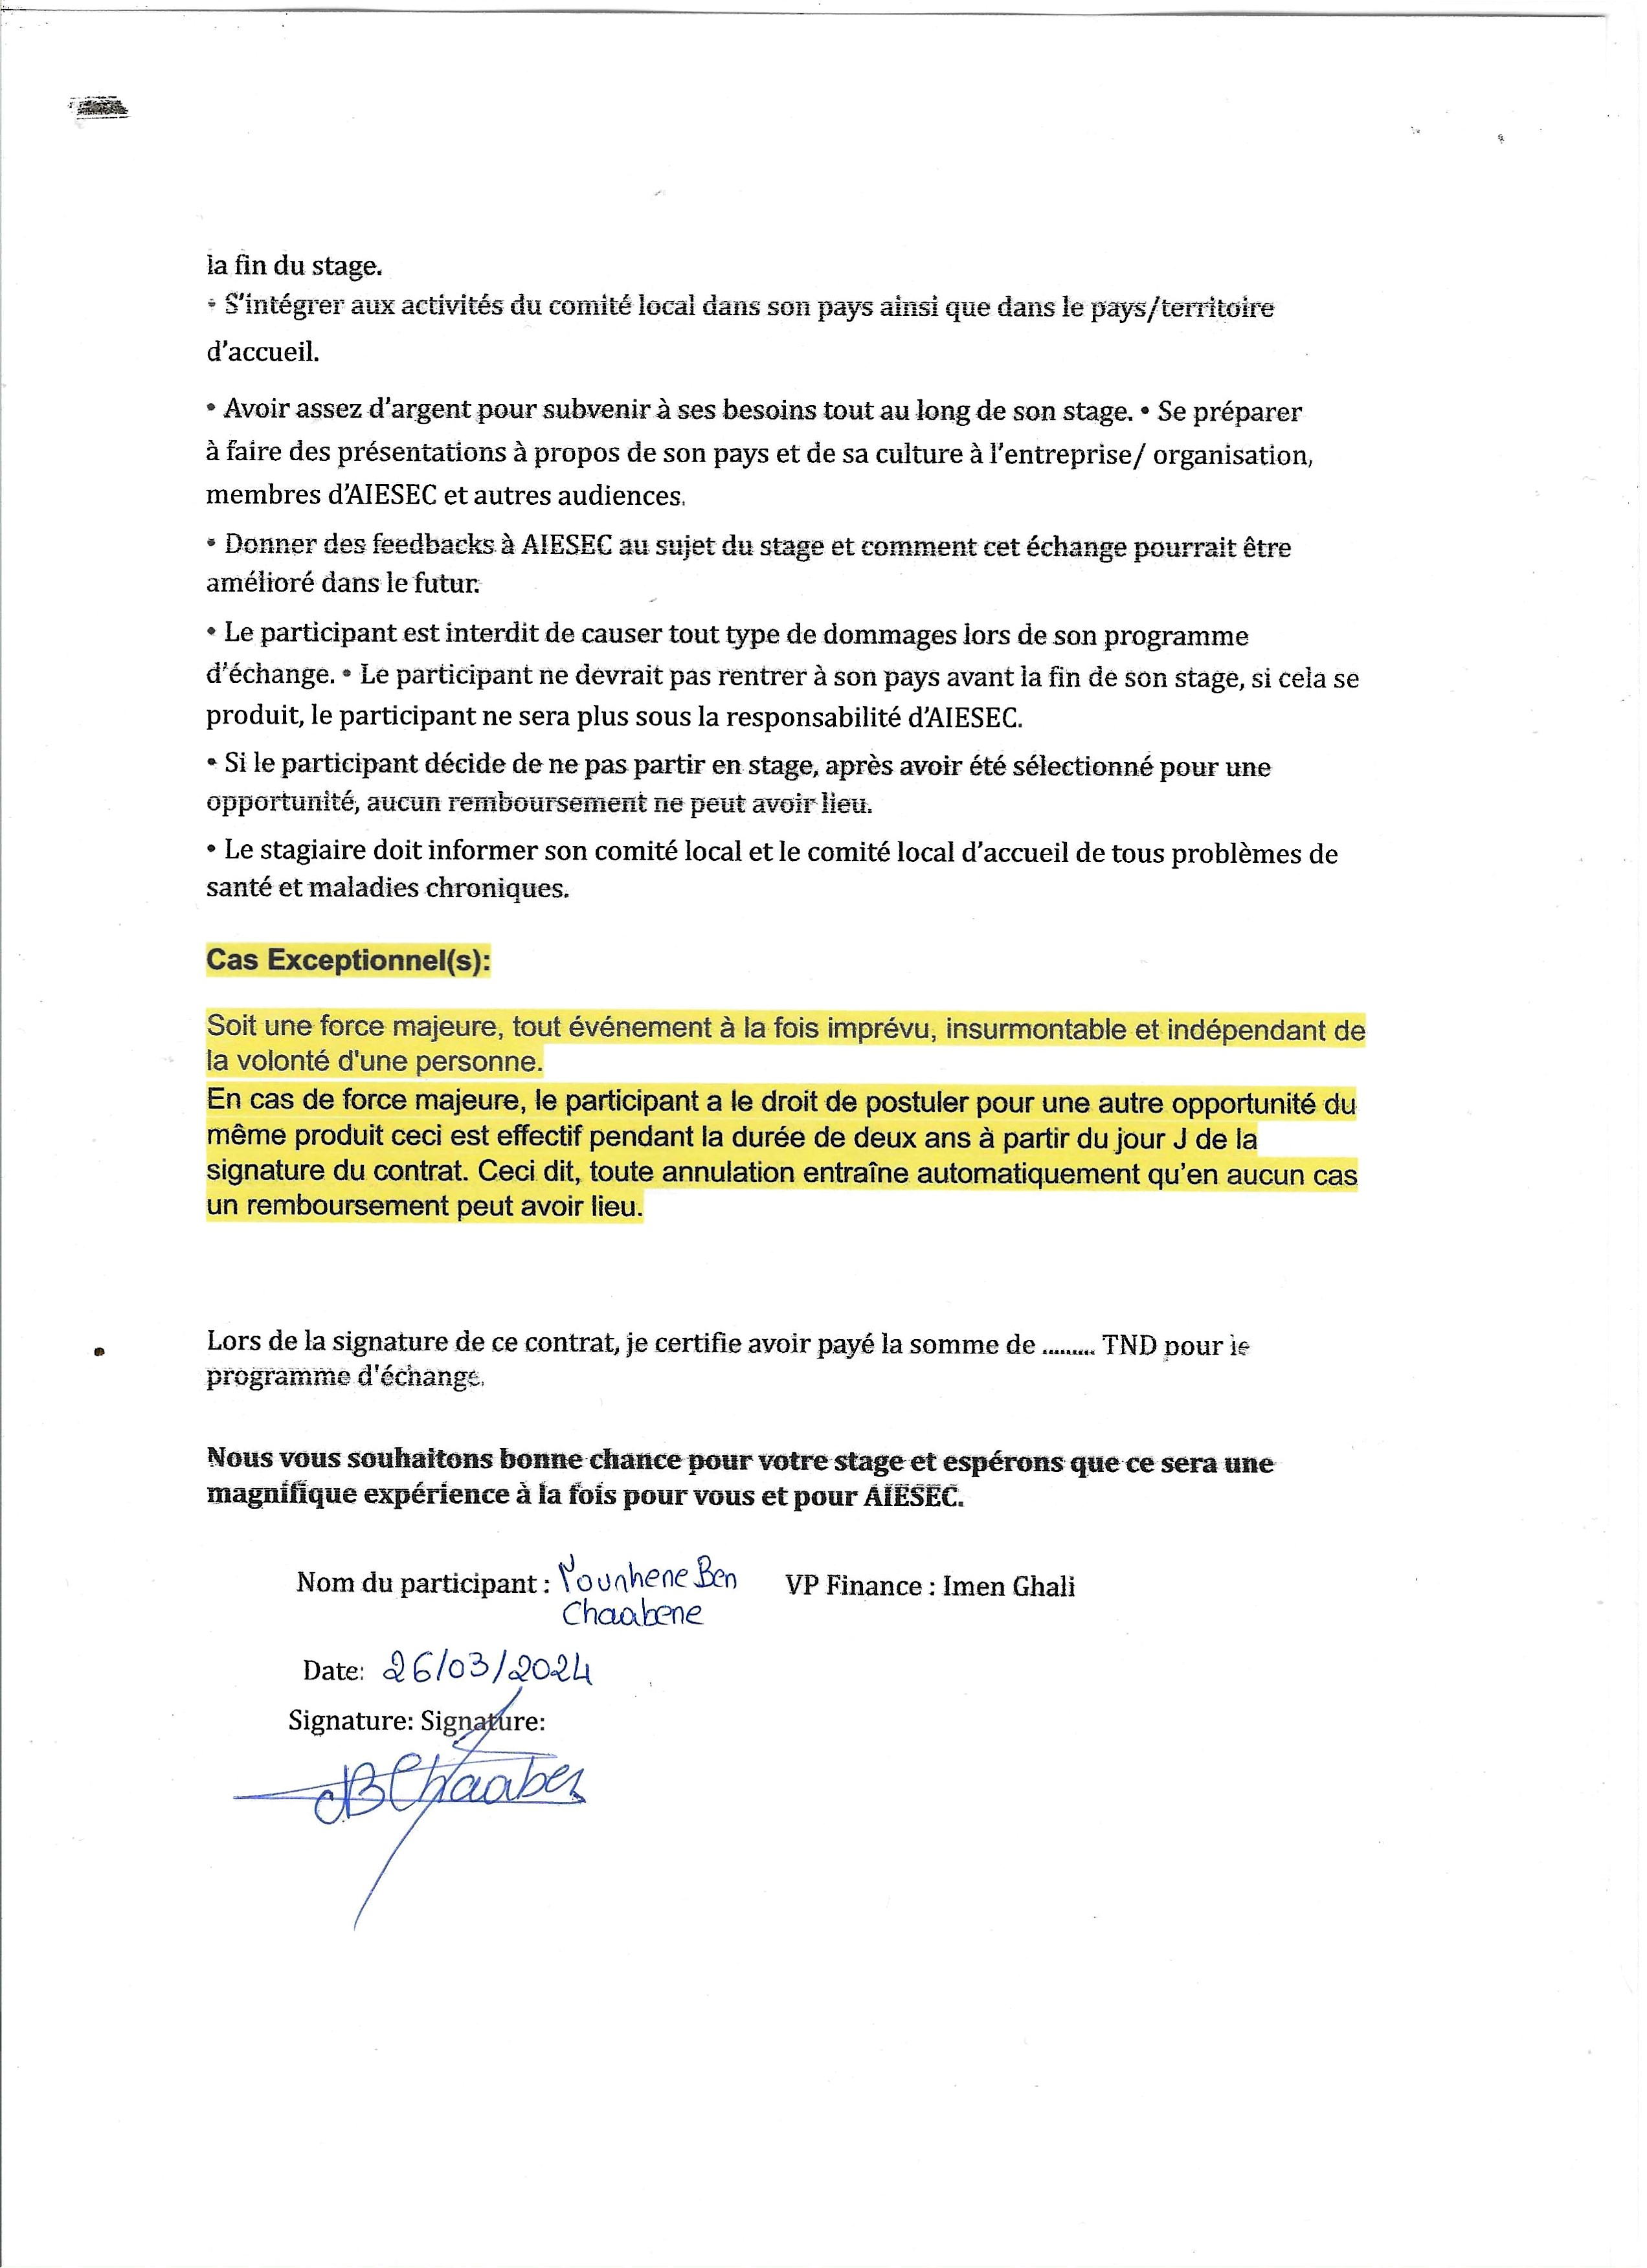 la fin du stage.
• S'intégrer aux activités du comité local dans son pays ainsi que dans le pays/territoire
d'accueil.
• Avoir assez d'argent pour subvenir à ses besoins tout au long de son stage. • Se préparer
à faire des présentations à propos de son pays et de sa culture à l'entreprise/ organisation,
membres d'AIESEC et autres audiences.
• Donner des feedbacks à AIESEC au sujet du stage et comment cet échange pourrait être
amélioré dans le futur.
• Le participant est interdit de causer tout type de dommages lors de son programme
d'échange. • Le participant ne devrait pas rentrer à son pays avant la fin de son stage, si cela se
produit, le participant ne sera plus sous la responsabilité d'AIESEC.
• Si le participant décide de ne pas partir en stage, après avoir été sélectionné pour une
opportunité, aucun remboursement ne peut avoir lieu.
• Le stagiaire doit informer son comité local et le comité local d'accueil de tous problèmes de
santé et maladies chroniques.
Cas Exceptionnel(s):
Soit une force majeure, tout événement à la fois imprévu, insurmontable et indépendant de
la volonté d'une personne.
En cas de force majeure, le participant a le droit de postuler pour une autre opportunité du
même produit ceci est effectif pendant la durée de deux ans à partir du jour J de la
signature du contrat. Ceci dit, toute annulation entraîne automatiquement qu'en aucun cas
un remboursement peut avoir lieu.
Lors de la signature de ce contrat, je certifie avoir payé la somme de ......... TND pour le
programme d'échange.
Nous vous souhaitons bonne chance pour votre stage et espérons que ce sera une
magnifique expérience à la fois pour vous et pour AIESEC.
Nom du participant : Ben VP Finance : Imen Ghali
Chaabene
Date: 26/03/2024
Signature: Signature: